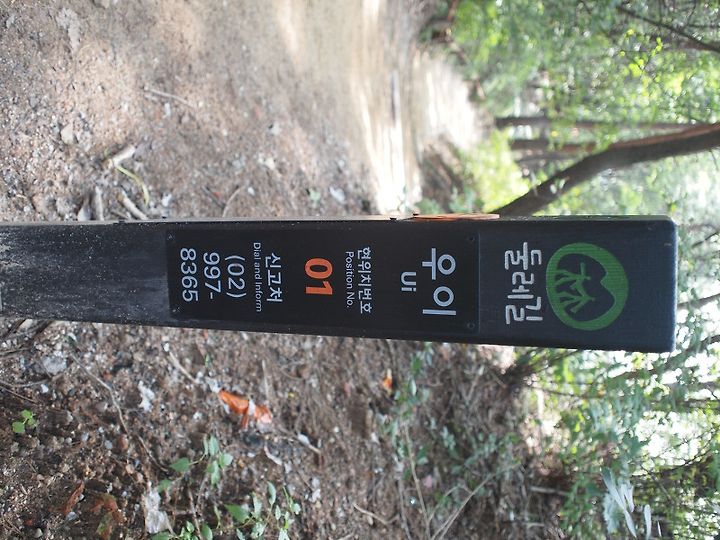 둘레길
우이
Ui
현위치번호
Position No.
01
신고처
Dial and Inform
(02)
997-
8365